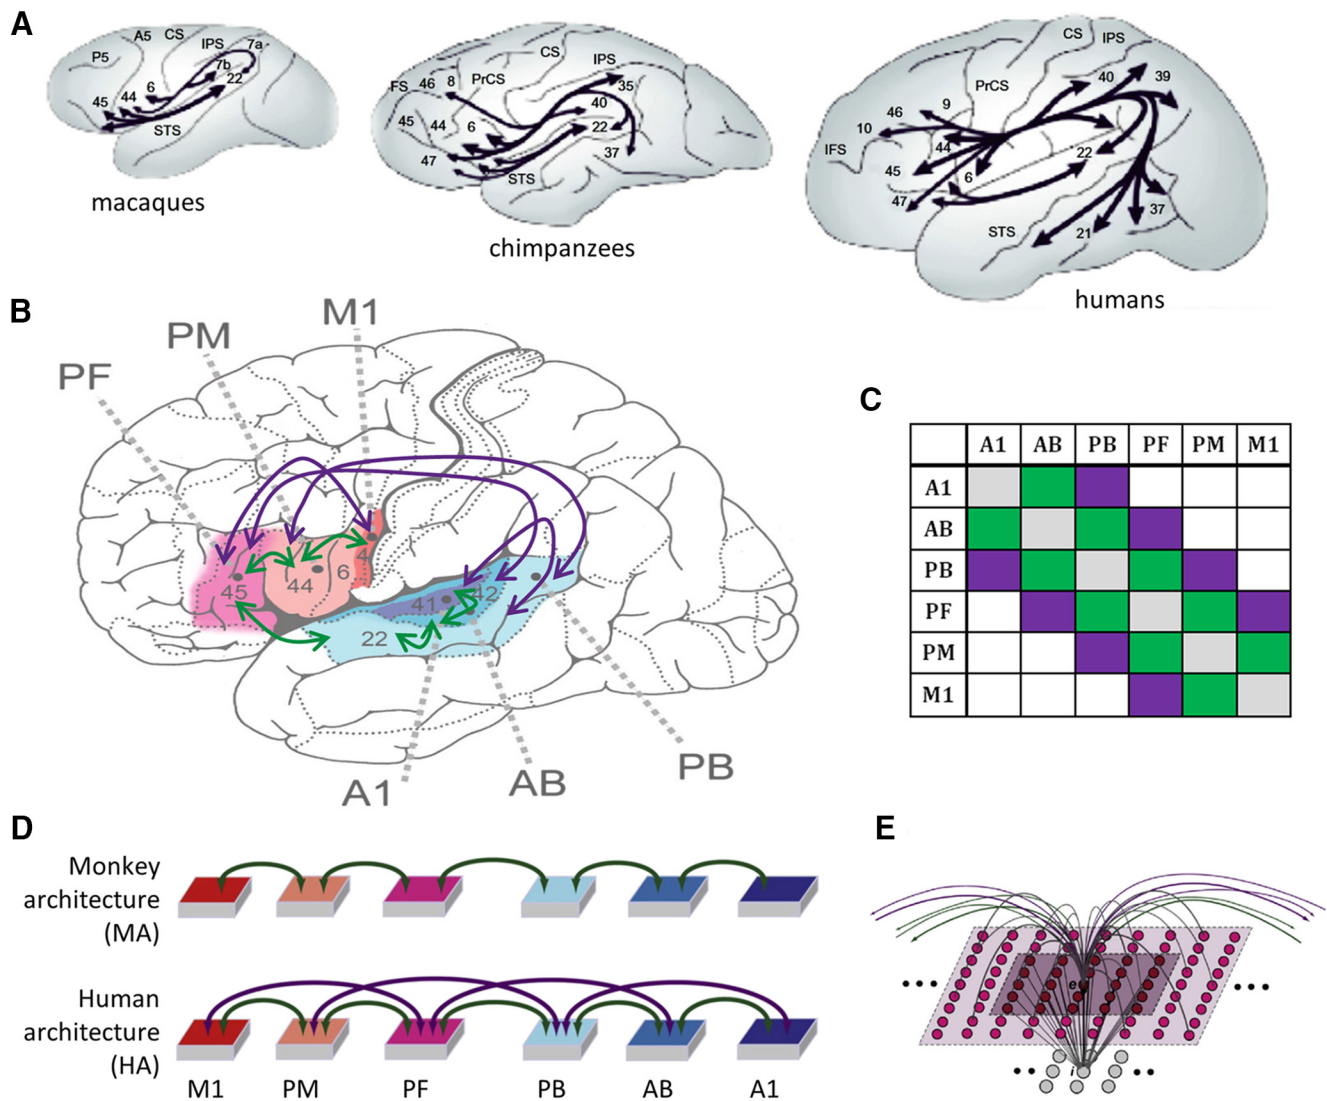 A
P5
A5
CS
IPS
7a
7b
22
6
44
45
STS
macaques
FS
46
8
PrCS
CS
IPS
35
40
22
37
45
44
6
47
STS
chimpanzees
CS
IPS
PrCS
40
39
9
46
10
IFS
44
45
6
47
22
STS
21
37
humans
B
M1
PM
PF
4
45
44
6
41
42
22
A1
AB
PB
C
A1 AB PB PF PM M1
A1
AB
PB
PF
PM
M1
D
Monkey
architecture
(MA)
Human
architecture
(HA)
M1 PM PF PB AB A1
E
e
i